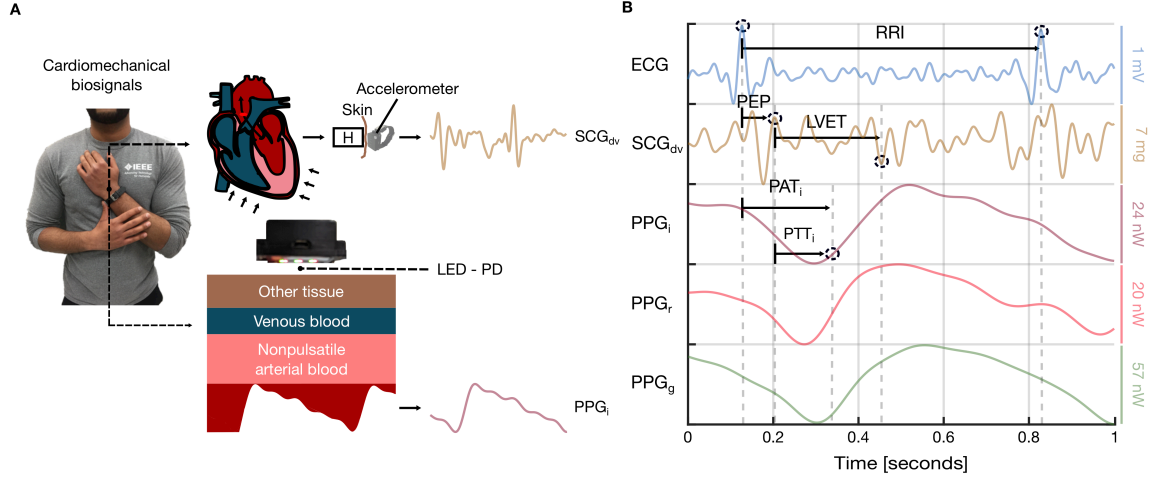 A
Cardiomechanical
biosignals
IEEE
Skin
Accelerometer
H
SCGdv
LED - PD
Other tissue
Venous blood
Nonpulsatile
arterial blood
PPGi
B
ECG
RRI
1 mV
PEP
LVET
SCGdv
7 mg
PATi
PTTi
PPGi
24 nW
PPGr
20 nW
PPGg
57 nW
0 0.2 0.4 0.6 0.8 1
Time [seconds]